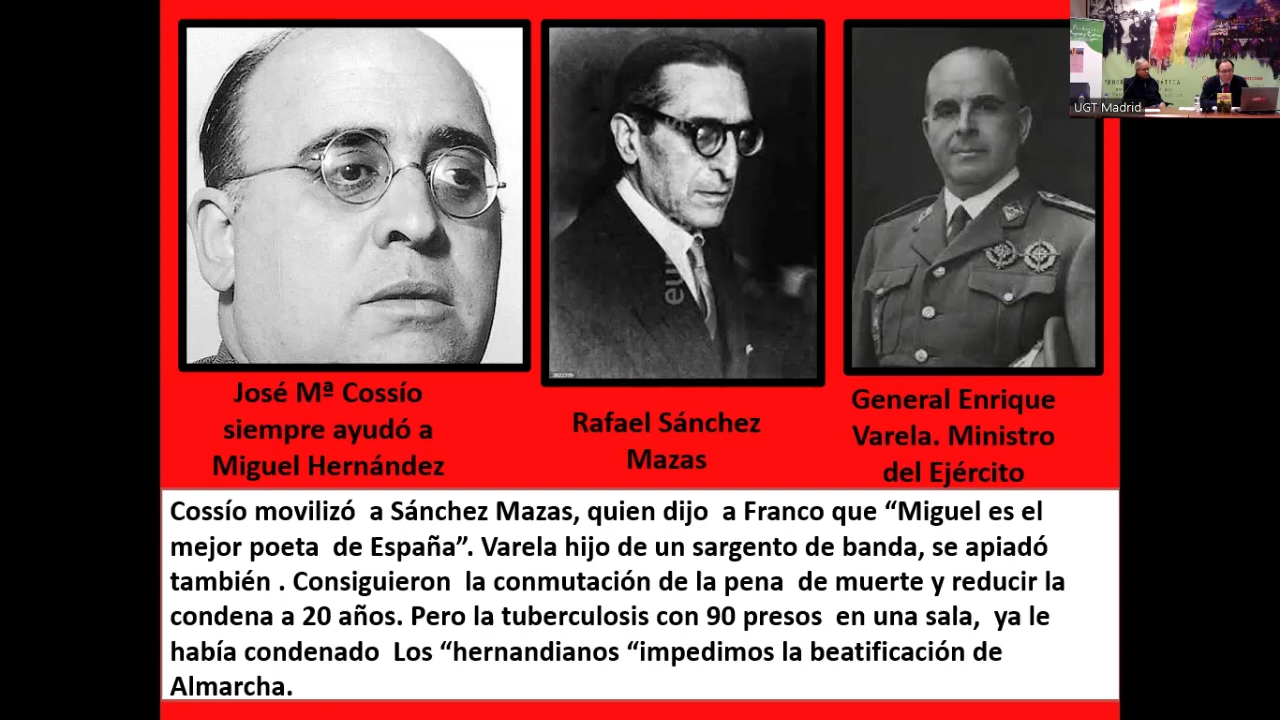 José Mª Cossío
siempre ayudó a
Miguel Hernández
Rafael Sánchez
Mazas
General Enrique
Varela. Ministro
del Ejército
Cossío movilizó a Sánchez Mazas, quien dijo a Franco que “Miguel es el
mejor poeta de España”. Varela hijo de un sargento de banda, se apiadó
también . Consiguieron la conmutación de la pena de muerte y reducir la
condena a 20 años. Pero la tuberculosis con 90 presos en una sala, ya le
había condenado Los “hernandianos “impedimos la beatificación de
Almarcha.
UGT Madrid
eu